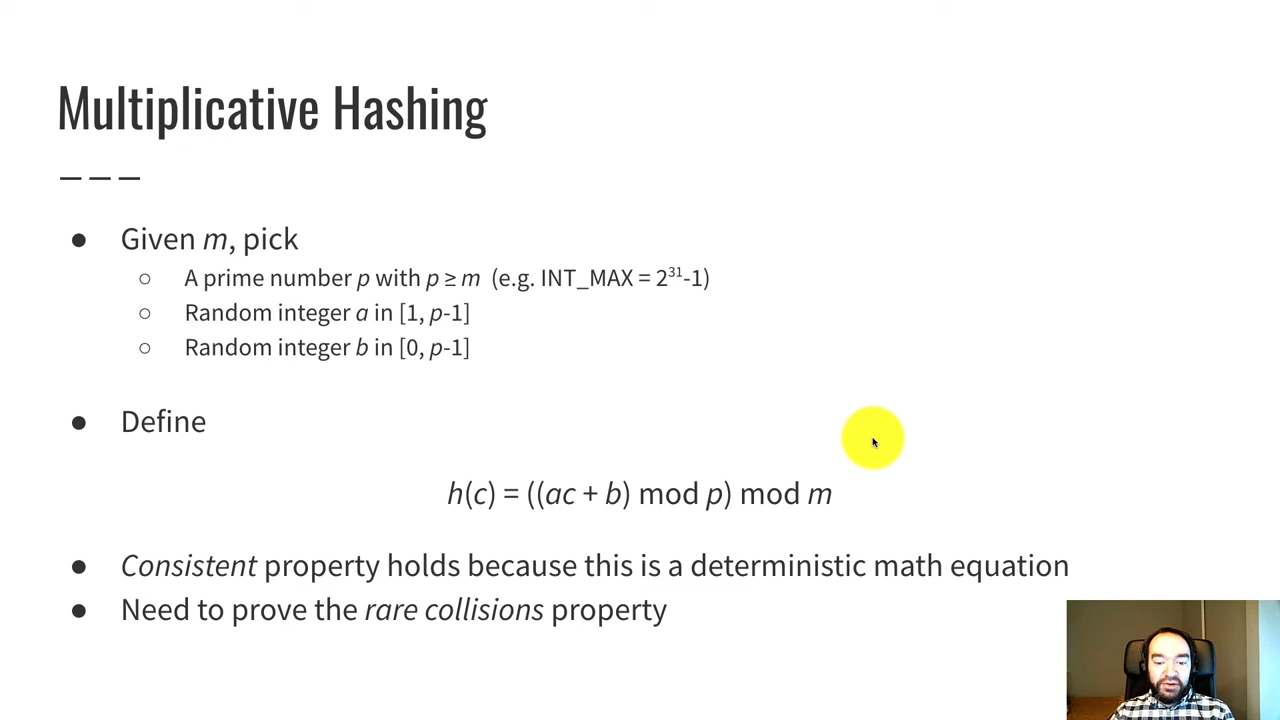 Multiplicative Hashing
● Given m, pick
○ A prime number p with p ≥ m (e.g. INT_MAX = 2³¹-1)
○ Random integer a in [1, p-1]
○ Random integer b in [0, p-1]
● Define
h(c) = ((ac + b) mod p) mod m
● Consistent property holds because this is a deterministic math equation
● Need to prove the rare collisions property